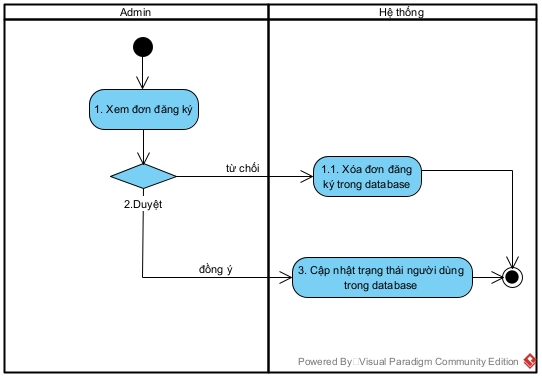 Admin
Hệ thống
1. Xem đơn đăng ký
từ chối
1.1. Xóa đơn đăng
ký trong database
2.Duyệt
đồng ý
3. Cập nhật trạng thái người dùng
trong database
Powered By Visual Paradigm Community Edition